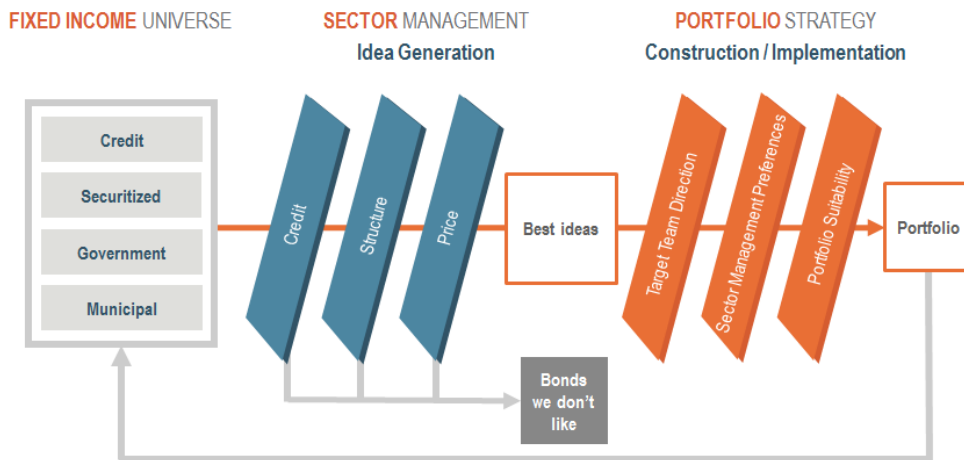 FIXED INCOME UNIVERSE
SECTOR MANAGEMENT
PORTFOLIO STRATEGY
Idea Generation
Construction / Implementation
Credit
Securitized
Government
Municipal
Credit
Structure
Price
Best ideas
Target Team Direction
Sector Management Preferences
Portfolio Suitability
Portfolio
Bonds
we don't
like